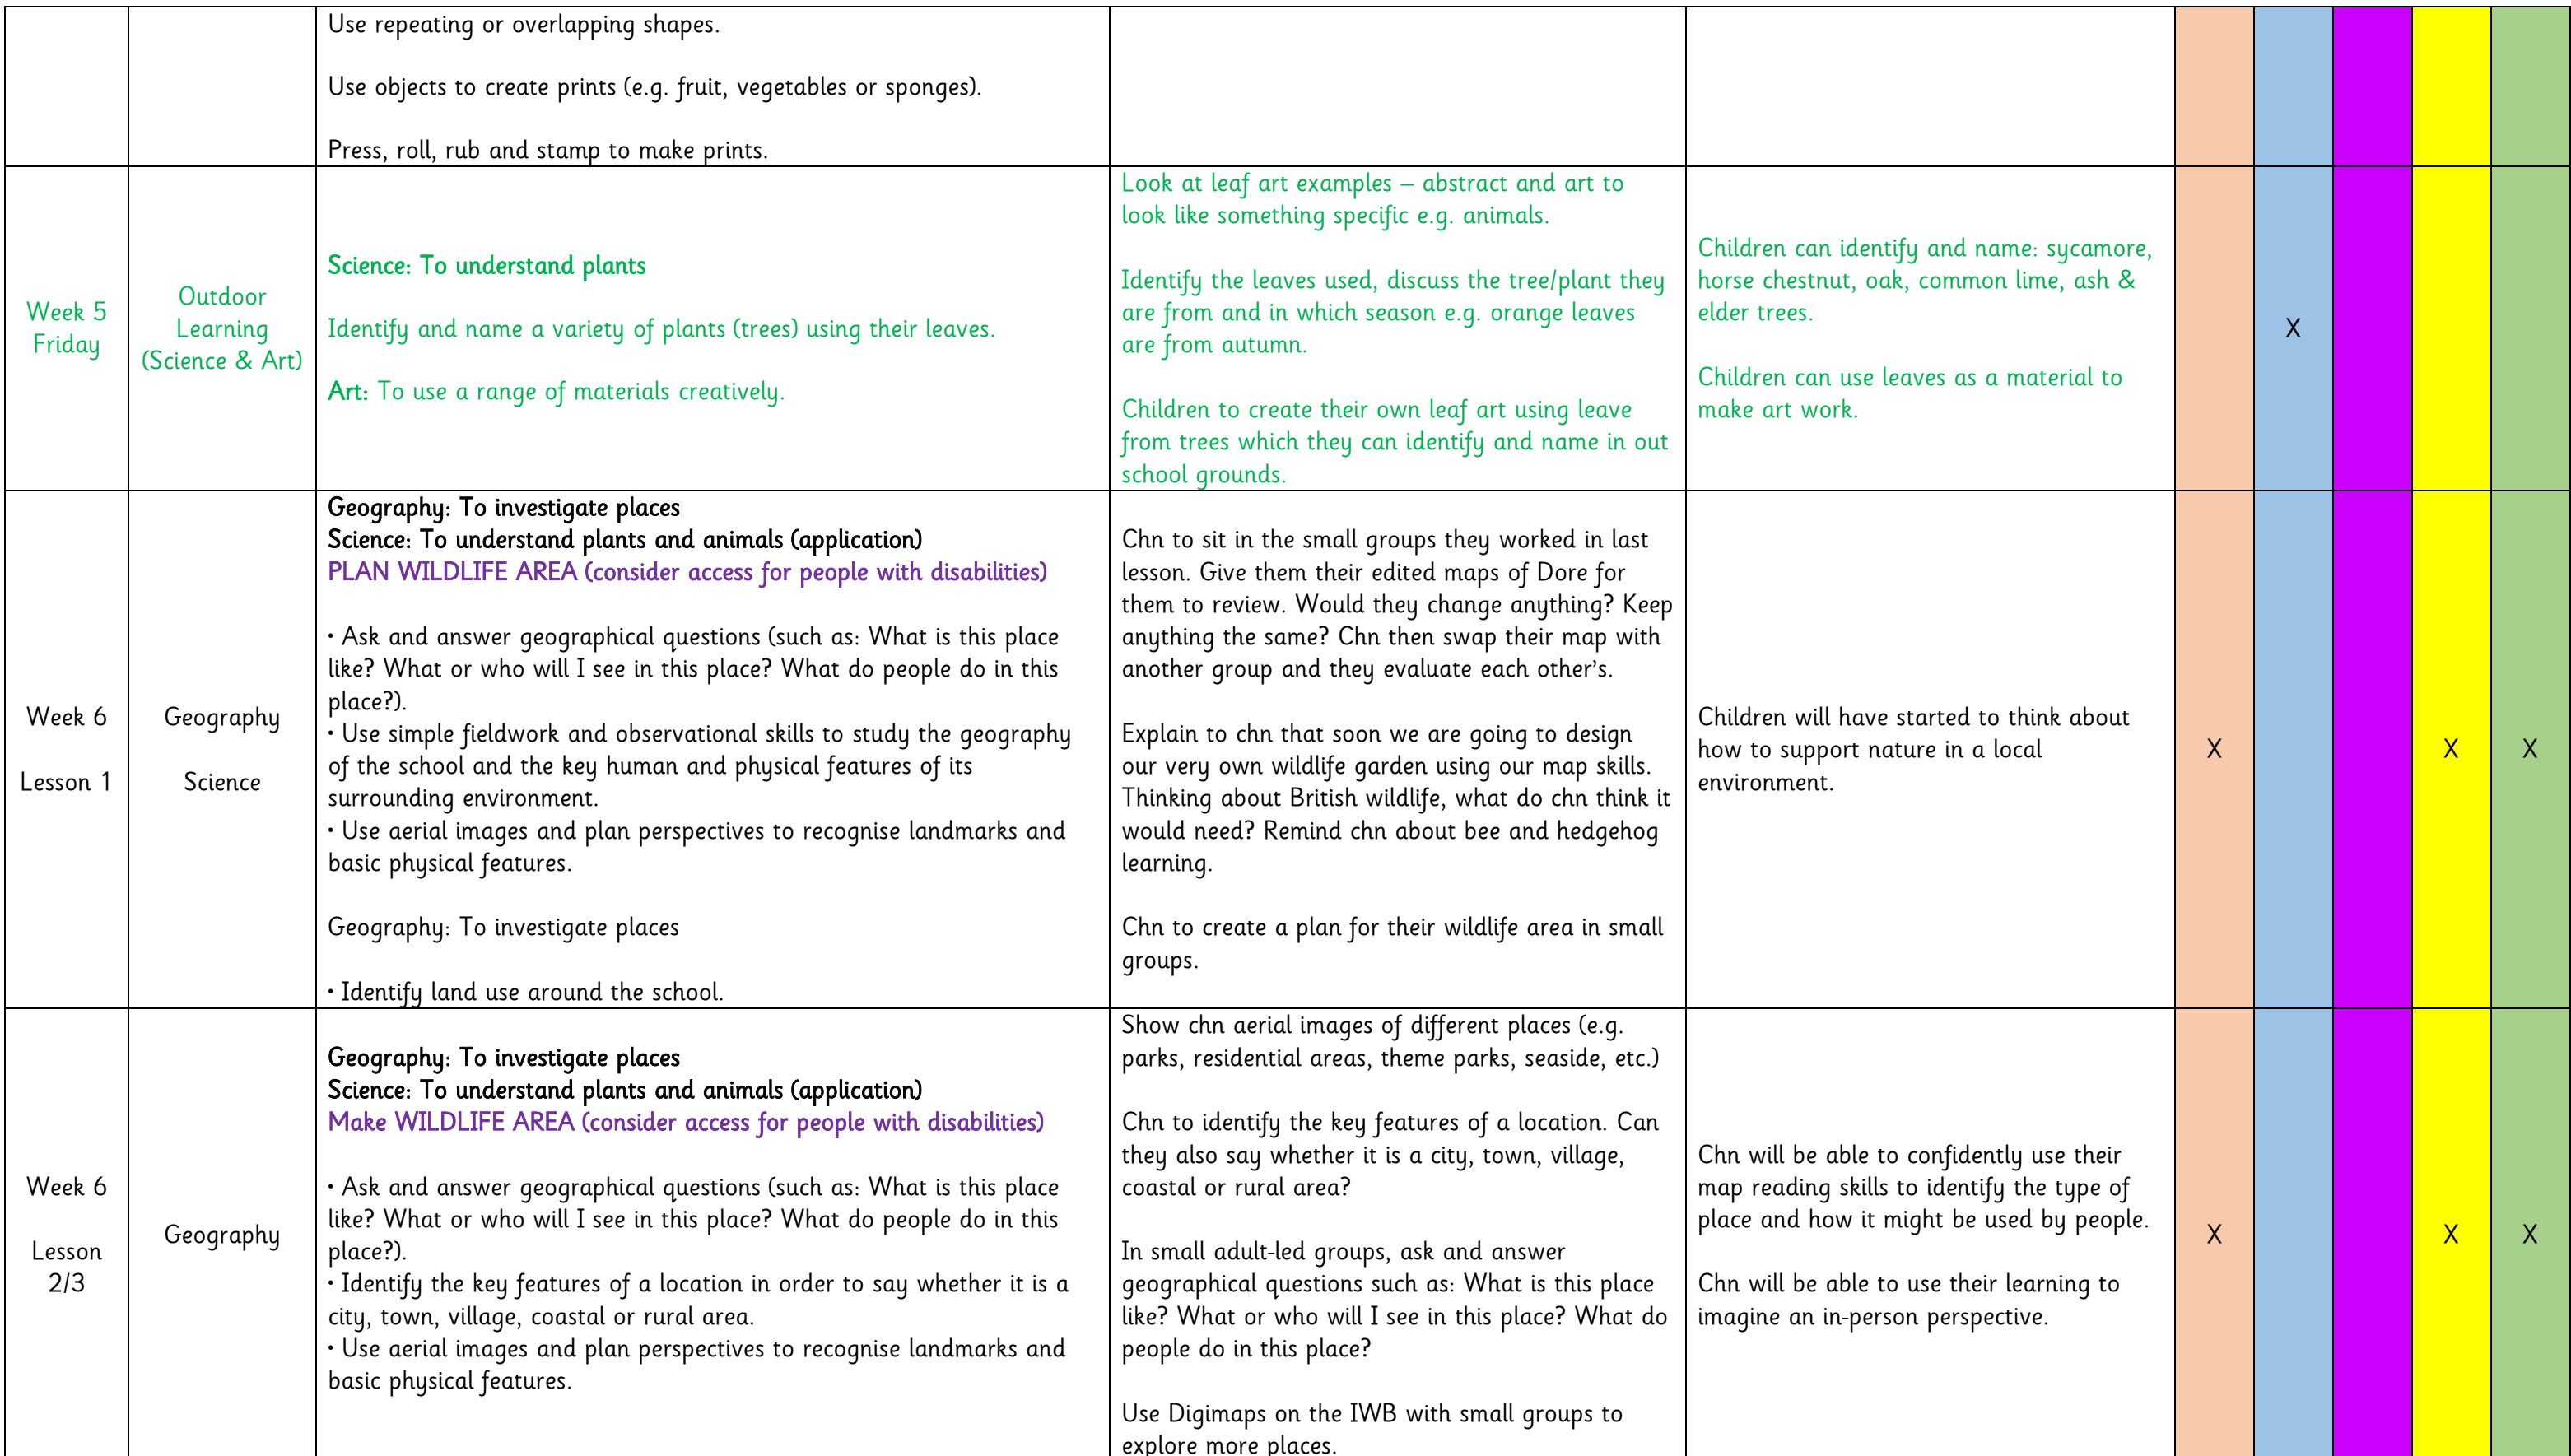 Use repeating or overlapping shapes.
Use objects to create prints (e.g. fruit, vegetables or sponges).
Press, roll, rub and stamp to make prints.
Week 5
Friday
Outdoor
Learning
(Science & Art)
Science: To understand plants
Identify and name a variety of plants (trees) using their leaves.
Art: To use a range of materials creatively.
Look at leaf art examples – abstract and art to
look like something specific e.g. animals.
Identify the leaves used, discuss the tree/plant they
are from and in which season e.g. orange leaves
are from autumn.
Children to create their own leaf art using leave
from trees which they can identify and name in out
school grounds.
Children can identify and name: sycamore,
horse chestnut, oak, common lime, ash &
elder trees.
Children can use leaves as a material to
make art work.
X
Week 6
Lesson 1
Geography
Science
Geography: To investigate places
Science: To understand plants and animals (application)
PLAN WILDLIFE AREA (consider access for people with disabilities)
• Ask and answer geographical questions (such as: What is this place
like? What or who will I see in this place? What do people do in this
place?).
• Use simple fieldwork and observational skills to study the geography
of the school and the key human and physical features of its
surrounding environment.
• Use aerial images and plan perspectives to recognise landmarks and
basic physical features.
Geography: To investigate places
• Identify land use around the school.
Chn to sit in the small groups they worked in last
lesson. Give them their edited maps of Dore for
them to review. Would they change anything? Keep
anything the same? Chn then swap their map with
another group and they evaluate each other's.
Explain to chn that soon we are going to design
our very own wildlife garden using our map skills.
Thinking about British wildlife, what do chn think it
would need? Remind chn about bee and hedgehog
learning.
Chn to create a plan for their wildlife area in small
groups.
Children will have started to think about
how to support nature in a local
environment.
X
X
X
Week 6
Lesson
2/3
Geography
Geography: To investigate places
Science: To understand plants and animals (application)
Make WILDLIFE AREA (consider access for people with disabilities)
• Ask and answer geographical questions (such as: What is this place
like? What or who will I see in this place? What do people do in this
place?).
• Identify the key features of a location in order to say whether it is a
city, town, village, coastal or rural area.
• Use aerial images and plan perspectives to recognise landmarks and
basic physical features.
Show chn aerial images of different places (e.g.
parks, residential areas, theme parks, seaside, etc.)
Chn to identify the key features of a location. Can
they also say whether it is a city, town, village,
coastal or rural area?
In small adult-led groups, ask and answer
geographical questions such as: What is this place
like? What or who will I see in this place? What do
people do in this place?
Use Digimaps on the IWB with small groups to
explore more places.
Chn will be able to confidently use their
map reading skills to identify the type of
place and how it might be used by people.
Chn will be able to use their learning to
imagine an in-person perspective.
X
X
X